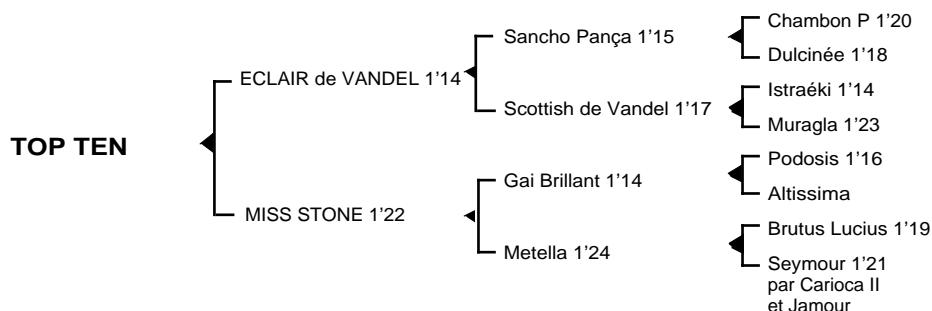 TOP TEN
ECLAIR de VANDEL 1’14
Sancho Pança 1’15
Chambon P 1’20
Dulcinée 1’18
Scottish de Vandel 1’17
Istraéki 1’14
Muragla 1’23
MISS STONE 1’22
Gai Brillant 1’14
Podosis 1’16
Altissima
Metella 1’24
Brutus Lucius 1’19
Seymour 1’21
par Carioca II
et Jamour